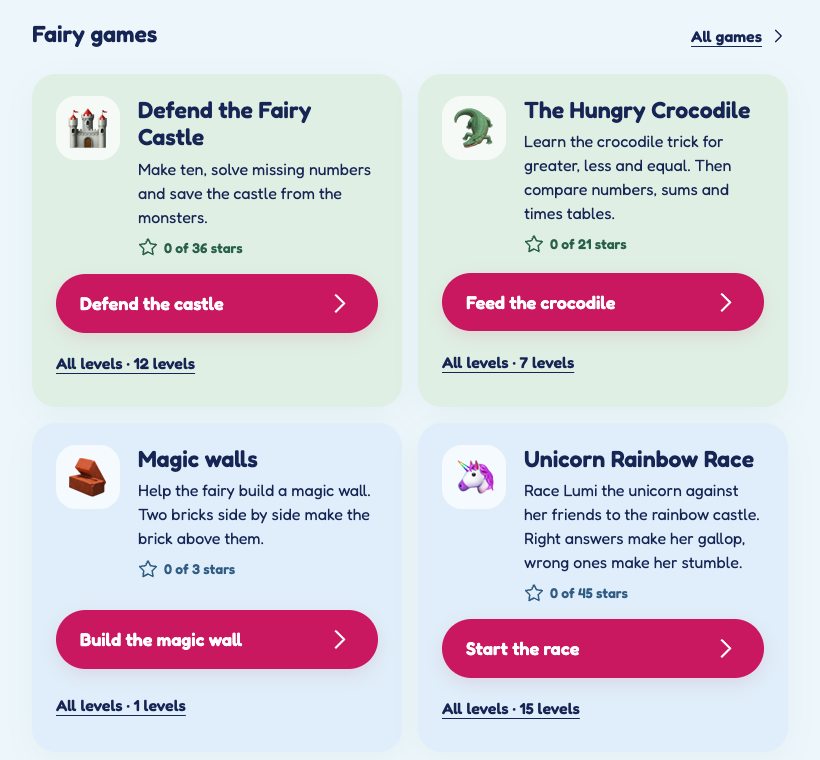 Fairy games
All games
Defend the Fairy
Castle
Make ten, solve missing numbers
and save the castle from the
monsters.
0 of 36 stars
Defend the castle
All levels · 12 levels
The Hungry Crocodile
Learn the crocodile trick for
greater, less and equal. Then
compare numbers, sums and
times tables.
0 of 21 stars
Feed the crocodile
All levels · 7 levels
Magic walls
Help the fairy build a magic wall.
Two bricks side by side make the
brick above them.
0 of 3 stars
Build the magic wall
All levels · 1 levels
Unicorn Rainbow Race
Race Lumi the unicorn against
her friends to the rainbow castle.
Right answers make her gallop,
wrong ones make her stumble.
0 of 45 stars
Start the race
All levels · 15 levels